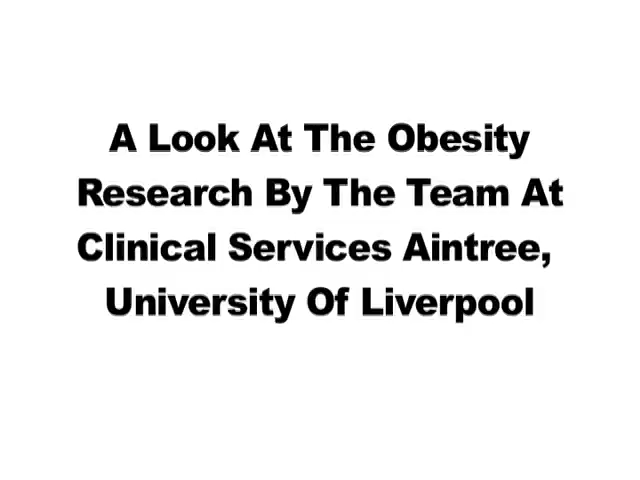 A Look At The Obesity
Research By The Team At
Clinical Services Aintree,
University Of Liverpool